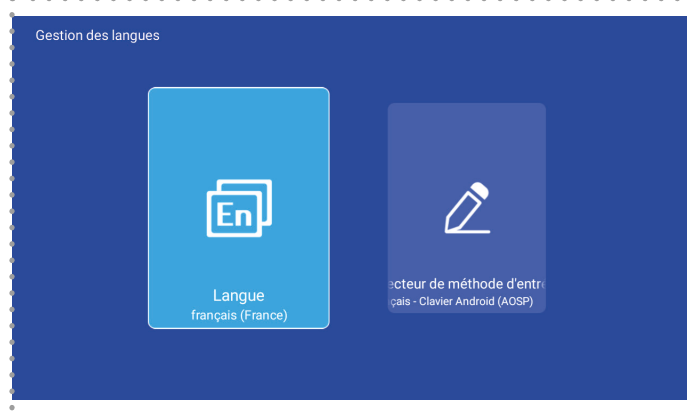 Gestion des langues
En
Langue
français (France)
ecteur de méthode d'entr
çais - Clavier Android (AOSP)